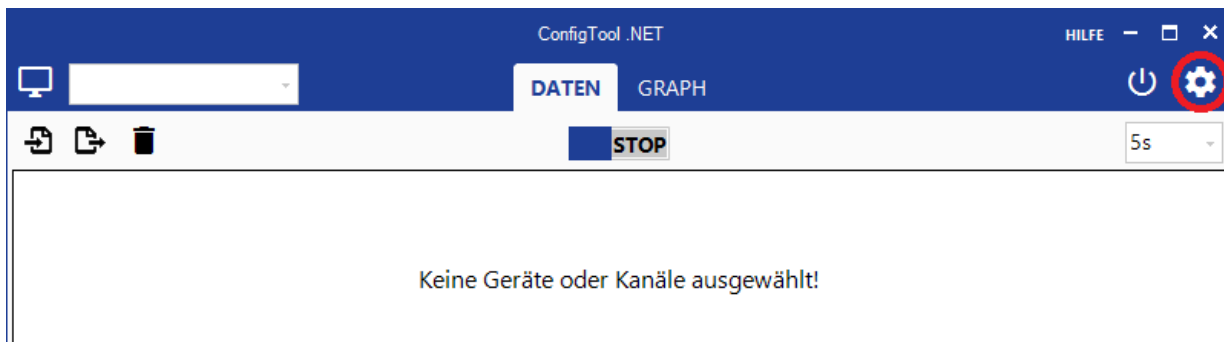 ConfigTool .NET
HILFE
DATEN GRAPH
STOP
5s
Keine Geräte oder Kanäle ausgewählt!